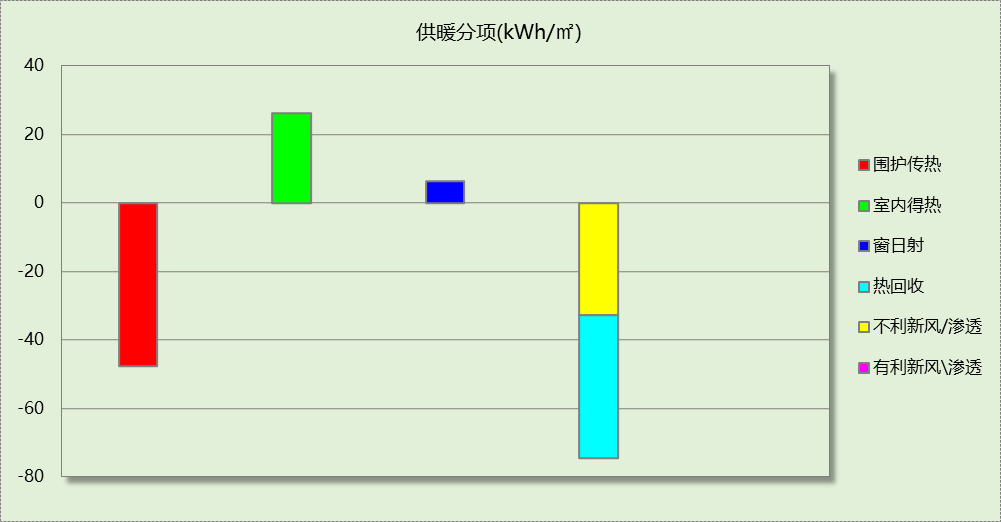 供暖分项(kWh/㎡)
40
20
0
-20
-40
-60
-80
围护传热
室内得热
窗日射
热回收
不利新风/渗透
有利新风\渗透